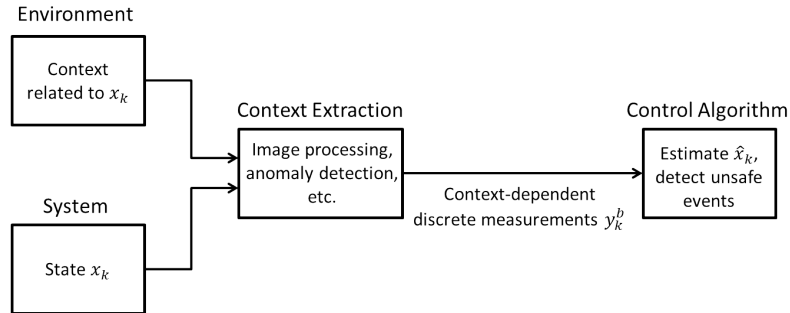 Environment
Context
related to $x_k$
System
State $x_k$
Context Extraction
Image processing,
anomaly detection,
etc.
Context-dependent
discrete measurements $y_k^b$
Control Algorithm
Estimate $\hat{x}_k$,
detect unsafe
events